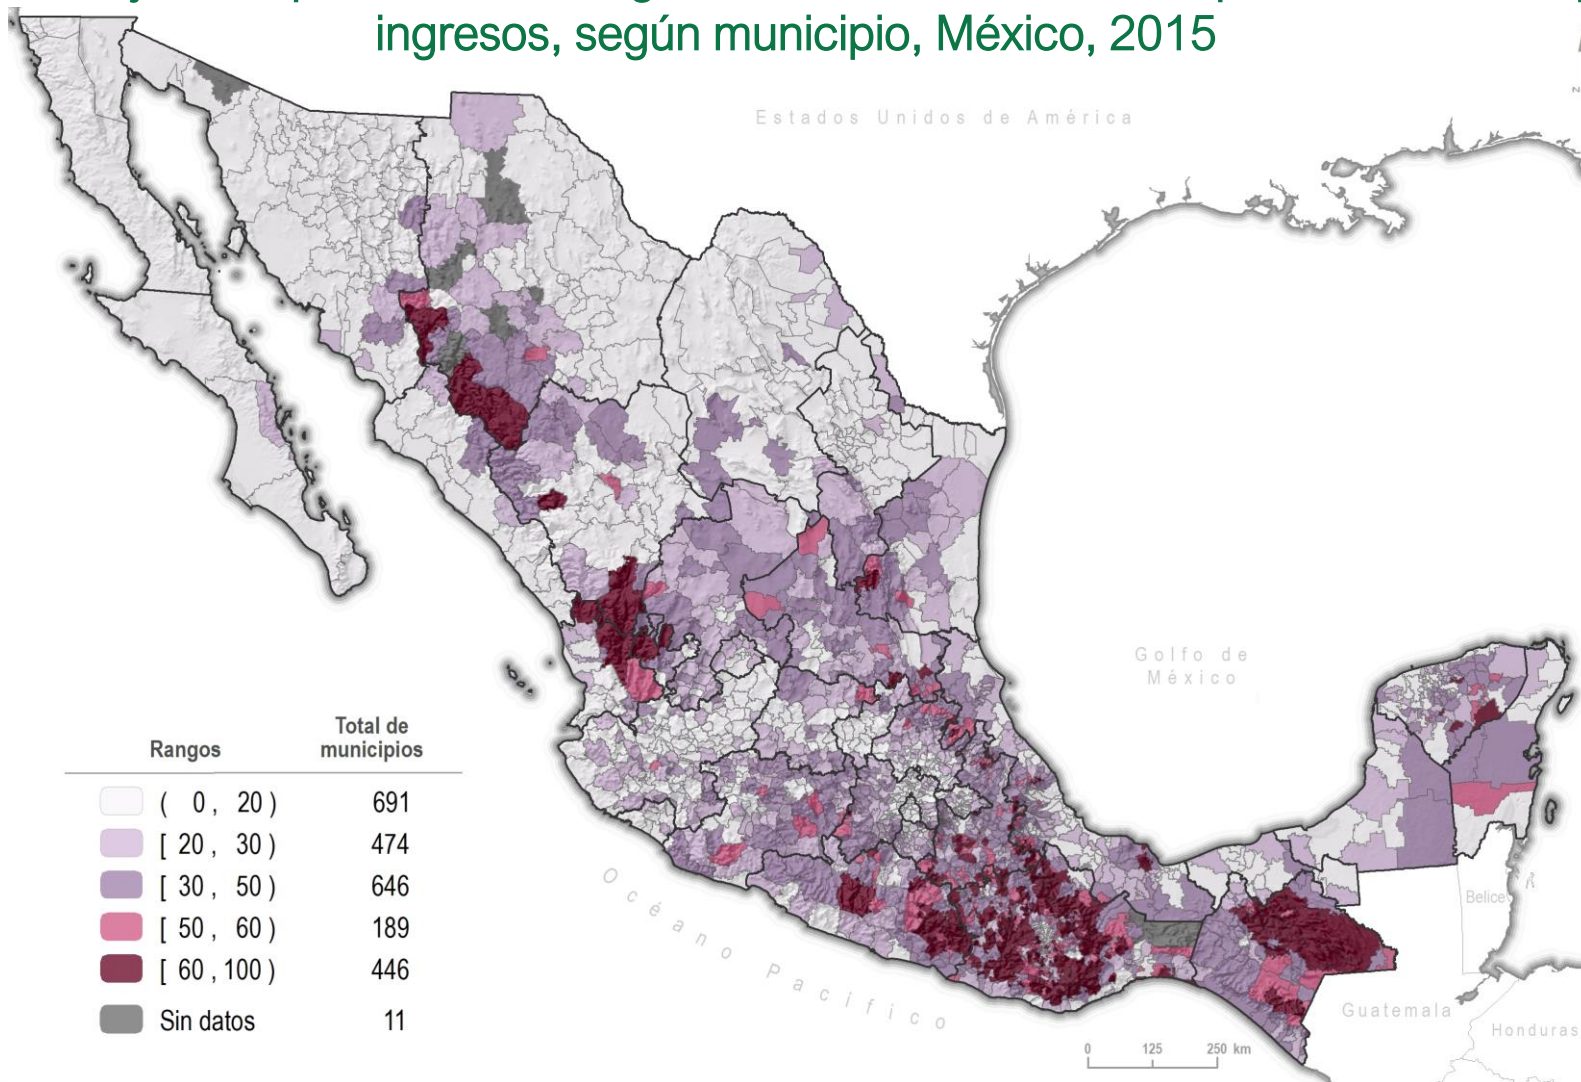 ingresos, según municipio, México, 2015
N
Estados Unidos de América
Golfo de
México
Océano Pacífico
Belice
Guatemala
Honduras
Rangos Total de municipios
( 0, 20) 691
[ 20, 30) 474
[ 30, 50) 646
[ 50, 60) 189
[ 60, 100) 446
Sin datos 11
0 125 250 km